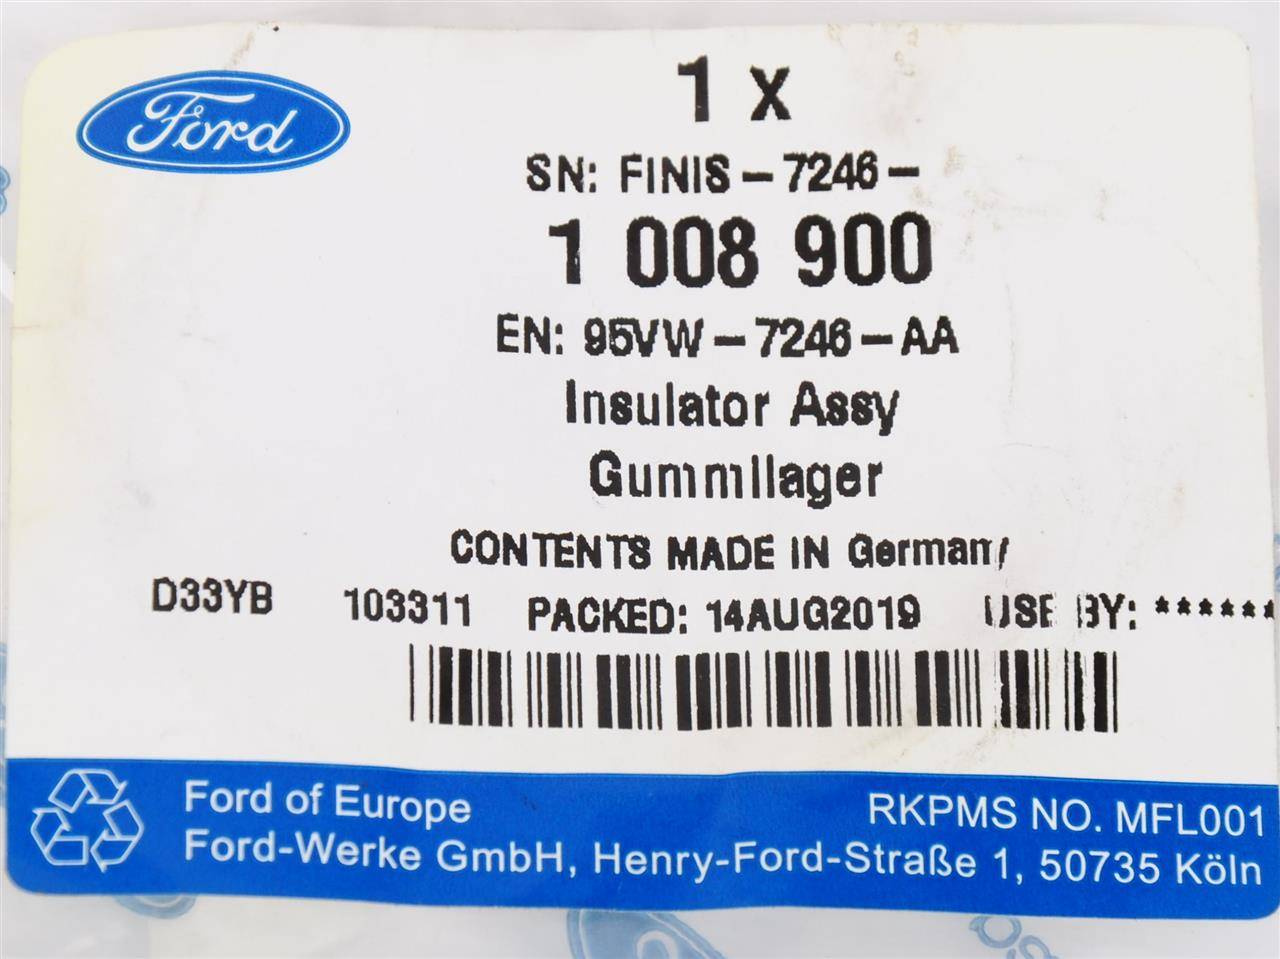 Ford
1 x
SN: FINIS-7246-
1 008 900
EN: 95VW-7246-AA
Insulator Assy
Gummilager
CONTENTS MADE IN Germany
D33YB 103311 PACKED: 14AUG2019 USE BY: ******
Ford of Europe RKPMS NO. MFL001
Ford-Werke GmbH, Henry-Ford-Straße 1, 50735 Köln